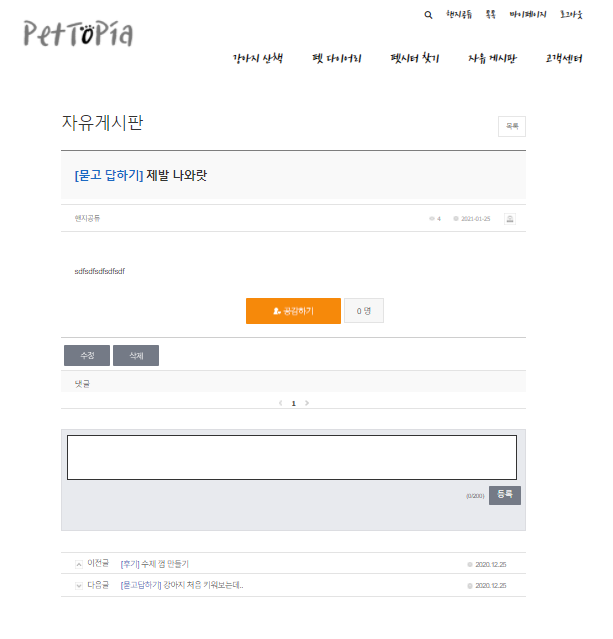 핸지공듀 목록 마이페이지 로그아웃
PetTopia
강아지 산책 펫 다이어리 펫시터 찾기 자유 게시판 고객센터
자유게시판
목록
[묻고 답하기] 제발 나와랏
핸지공듀 4 2021-01-25
sdfsdfsdfsdfsdf
공감하기 0 명
수정 삭제
댓글
1
(0/200) 등록
이전글 [후기] 수제 껌 만들기 2020.12.25
다음글 [묻고답하기] 강아지 처음 키워보는데.. 2020.12.25